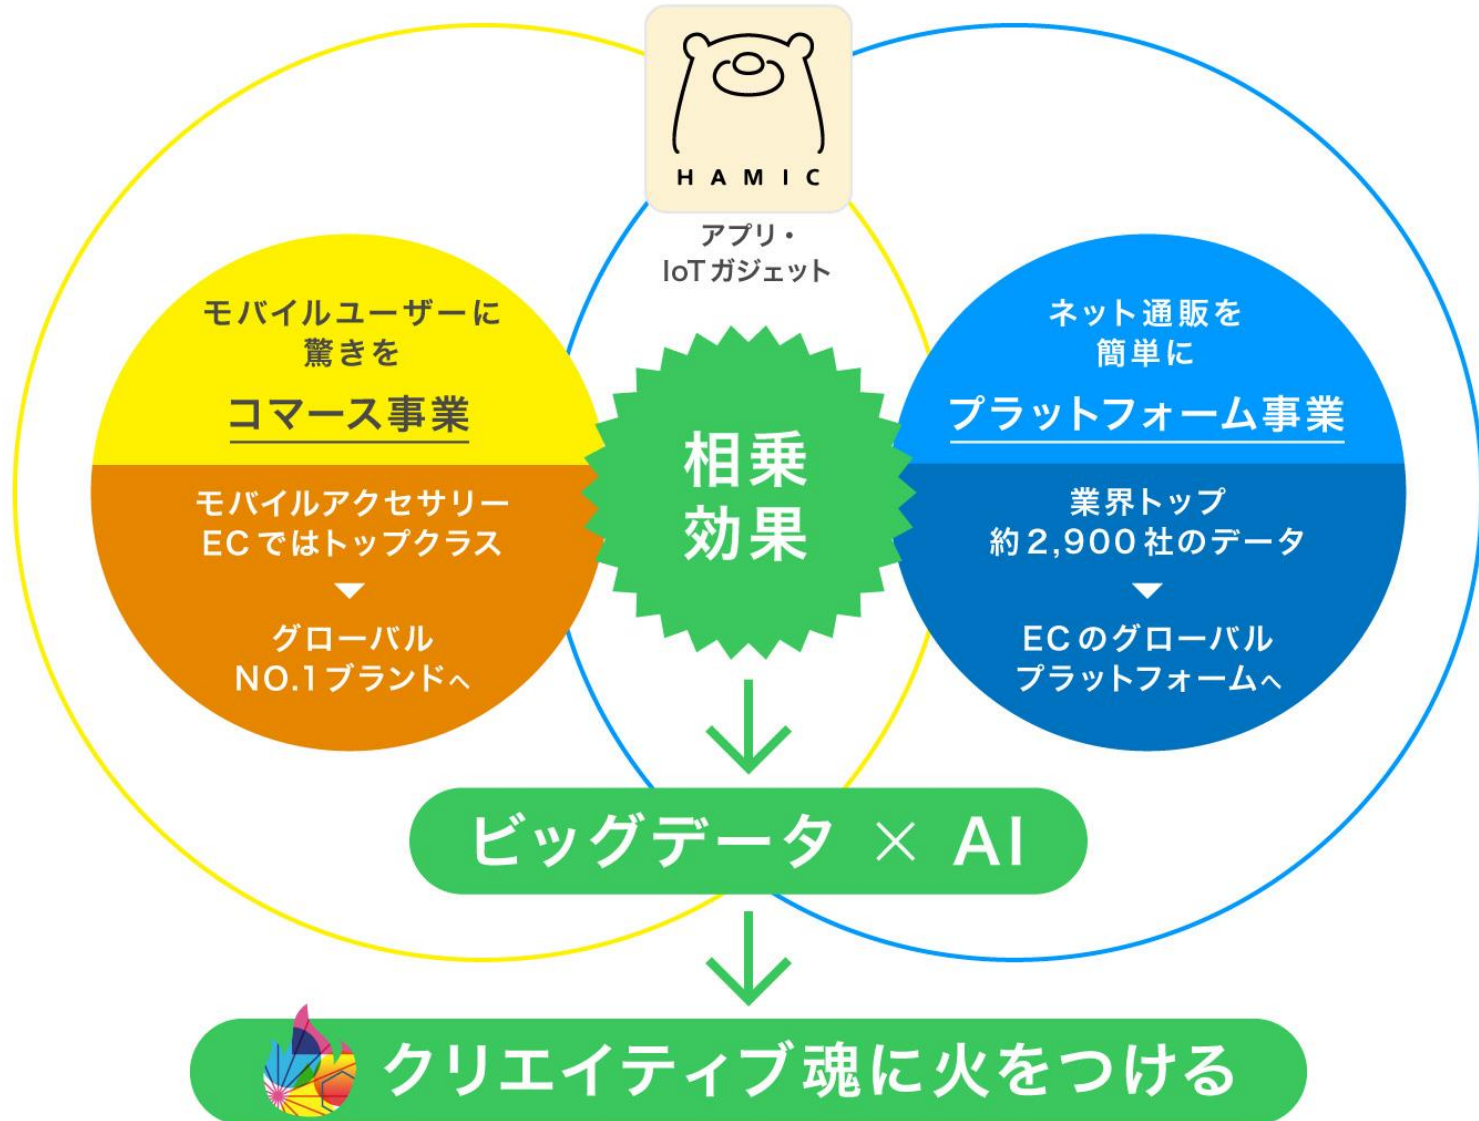 HAMIC
アプリ・
IoTガジェット
モバイルユーザーに
驚きを
コマース事業
モバイルアクセサリー
ECではトップクラス
グローバル
NO.1ブランドへ
相乗
効果
ネット通販を
簡単に
プラットフォーム事業
業界トップ
約2,900社のデータ
ECのグローバル
プラットフォームへ
ビッグデータ × AI
クリエイティブ魂に火をつける